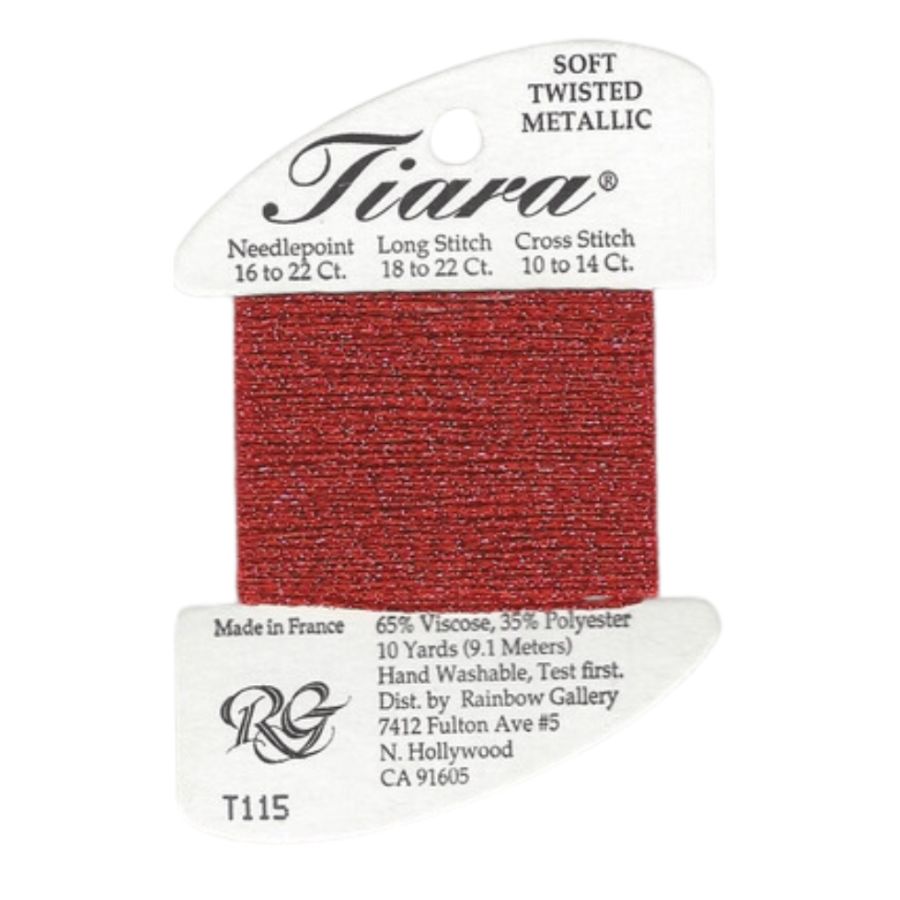 SOFT
TWISTED
METALLIC
Tiara®
Needlepoint Long Stitch Cross Stitch
16 to 22 Ct. 18 to 22 Ct. 10 to 14 Ct.
Made in France
65% Viscose, 35% Polyester
10 Yards (9.1 Meters)
Hand Washable, Test first.
Dist. by Rainbow Gallery
7412 Fulton Ave #5
N. Hollywood
CA 91605
RG
T115